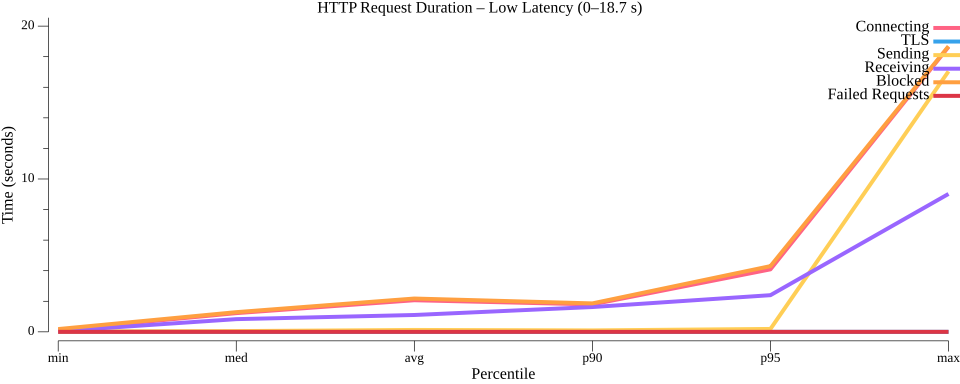 HTTP Request Duration – Low Latency (0–18.7 s)
Connecting
TLS
Sending
Receiving
Blocked
Failed Requests
Time (seconds)
20
10
0
min med avg p90 p95 max
Percentile